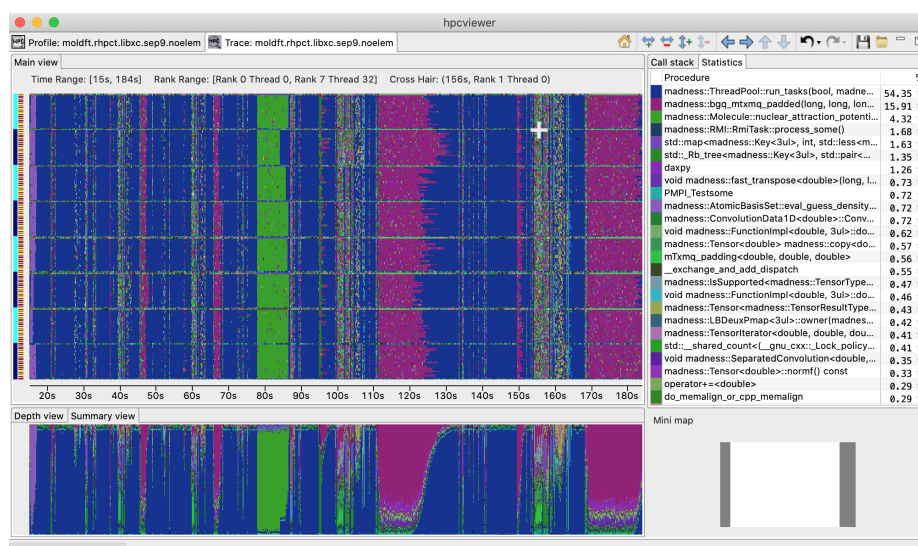 hpcviewer
Profile: moldft.rhpct.libxc.sep9.noelem
Trace: moldft.rhpct.libxc.sep9.noelem
Main view
Time Range: [15s, 184s] Rank Range: [Rank 0 Thread 0, Rank 7 Thread 32] Cross Hair: (156s, Rank 1 Thread 0)
20s 30s 40s 50s 60s 70s 80s 90s 100s 110s 120s 130s 140s 150s 160s 170s 180s
Depth view Summary view
Call stack Statistics
Procedure
madness::ThreadPool::run_tasks(bool, madne... 54.35
madness::bgq_mtxmq_padded(long, long, lon... 15.91
madness::Molecule::nuclear_attraction_potenti... 4.32
madness::RMI::RmiTask::process_some() 1.68
std::map<madness::Key<3ul>, int, std::less<m... 1.63
std::_Rb_tree<madness::Key<3ul>, std::pair<... 1.35
daxpy 1.26
void madness::fast_transpose<double>(long, l... 0.73
PMPI_Testsome 0.72
madness::AtomicBasisSet::eval_guess_density... 0.72
madness::ConvolutionData1D<double>::Conv... 0.72
void madness::FunctionImpl<double, 3ul>::do... 0.62
madness::Tensor<double> madness::copy<do... 0.57
mTxmq_padding<double, double, double> 0.56
__exchange_and_add_dispatch 0.55
madness::IsSupported<madness::TensorType... 0.47
void madness::FunctionImpl<double, 3ul>::do... 0.46
madness::Tensor<madness::TensorResultType... 0.43
madness::LBDeuxPmap<3ul>::owner(madnes... 0.42
madness::TensorIterator<double, double, dou... 0.41
std::__shared_count<(__gnu_cxx::_Lock_policy... 0.41
void madness::SeparatedConvolution<double,... 0.35
madness::Tensor<double>::normf() const 0.33
operator+=<double> 0.29
do_memalign_or_cpp_memalign 0.29
Mini map